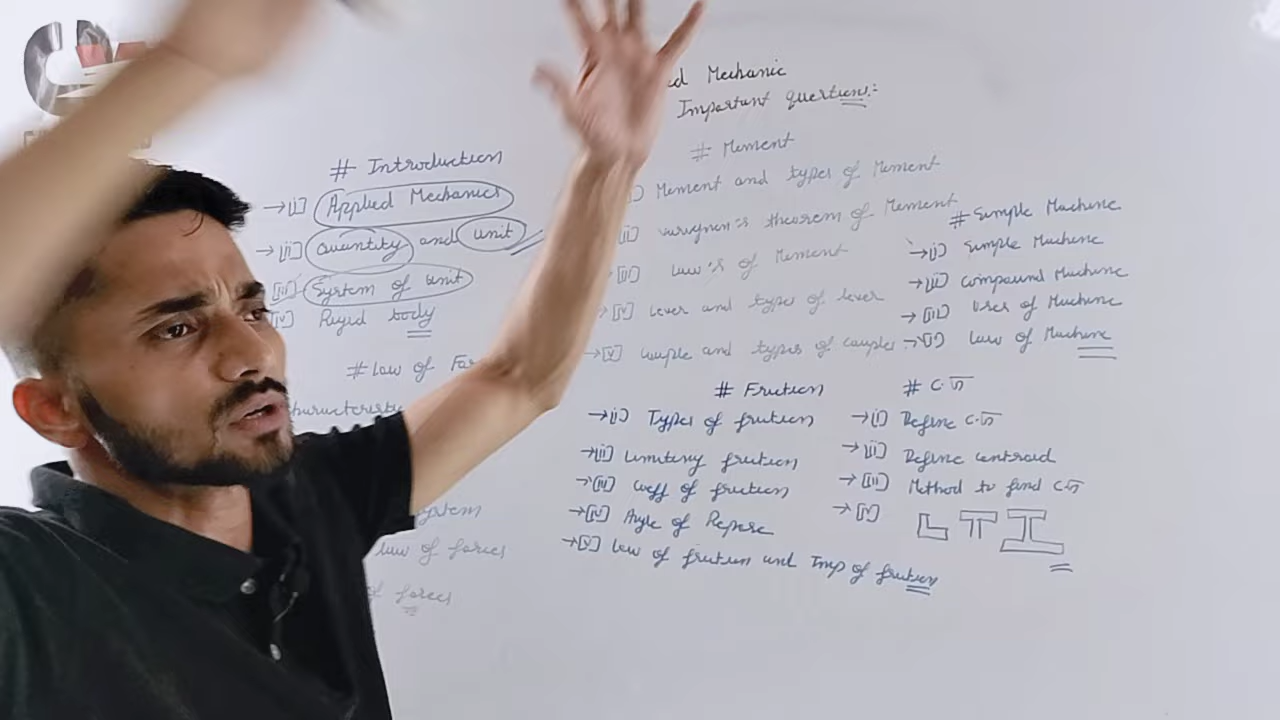 ed Mechanic
Important question:-
# Introduction
→[i] Applied Mechanics
→[ii] Quantity and unit
[iii] System of unit
[iv] Rigid body
# law of Fo
characteristi
ystem
law of forces
of forces
# Moment
i) Moment and types of Moment
[ii] varignon's theorem of Moment
[iii] law's of Moment
→[iv] Lever and types of lever
→[v] couple and types of couple
# Simple Machine
→[i] Simple Machine
→[ii] compound Machine
→[iii] Uses of Machine
→[iv] law of Machine
# Friction
→[i] Types of friction
→[ii] Limiting friction
→[iii] coeff of friction
→[iv] Angle of Repose
→[v] law of friction and Imp of friction
# C.G
→[i] Define C.G
→[ii] Define centroid
→[iii] Method to find C.G
→[iv] L T I